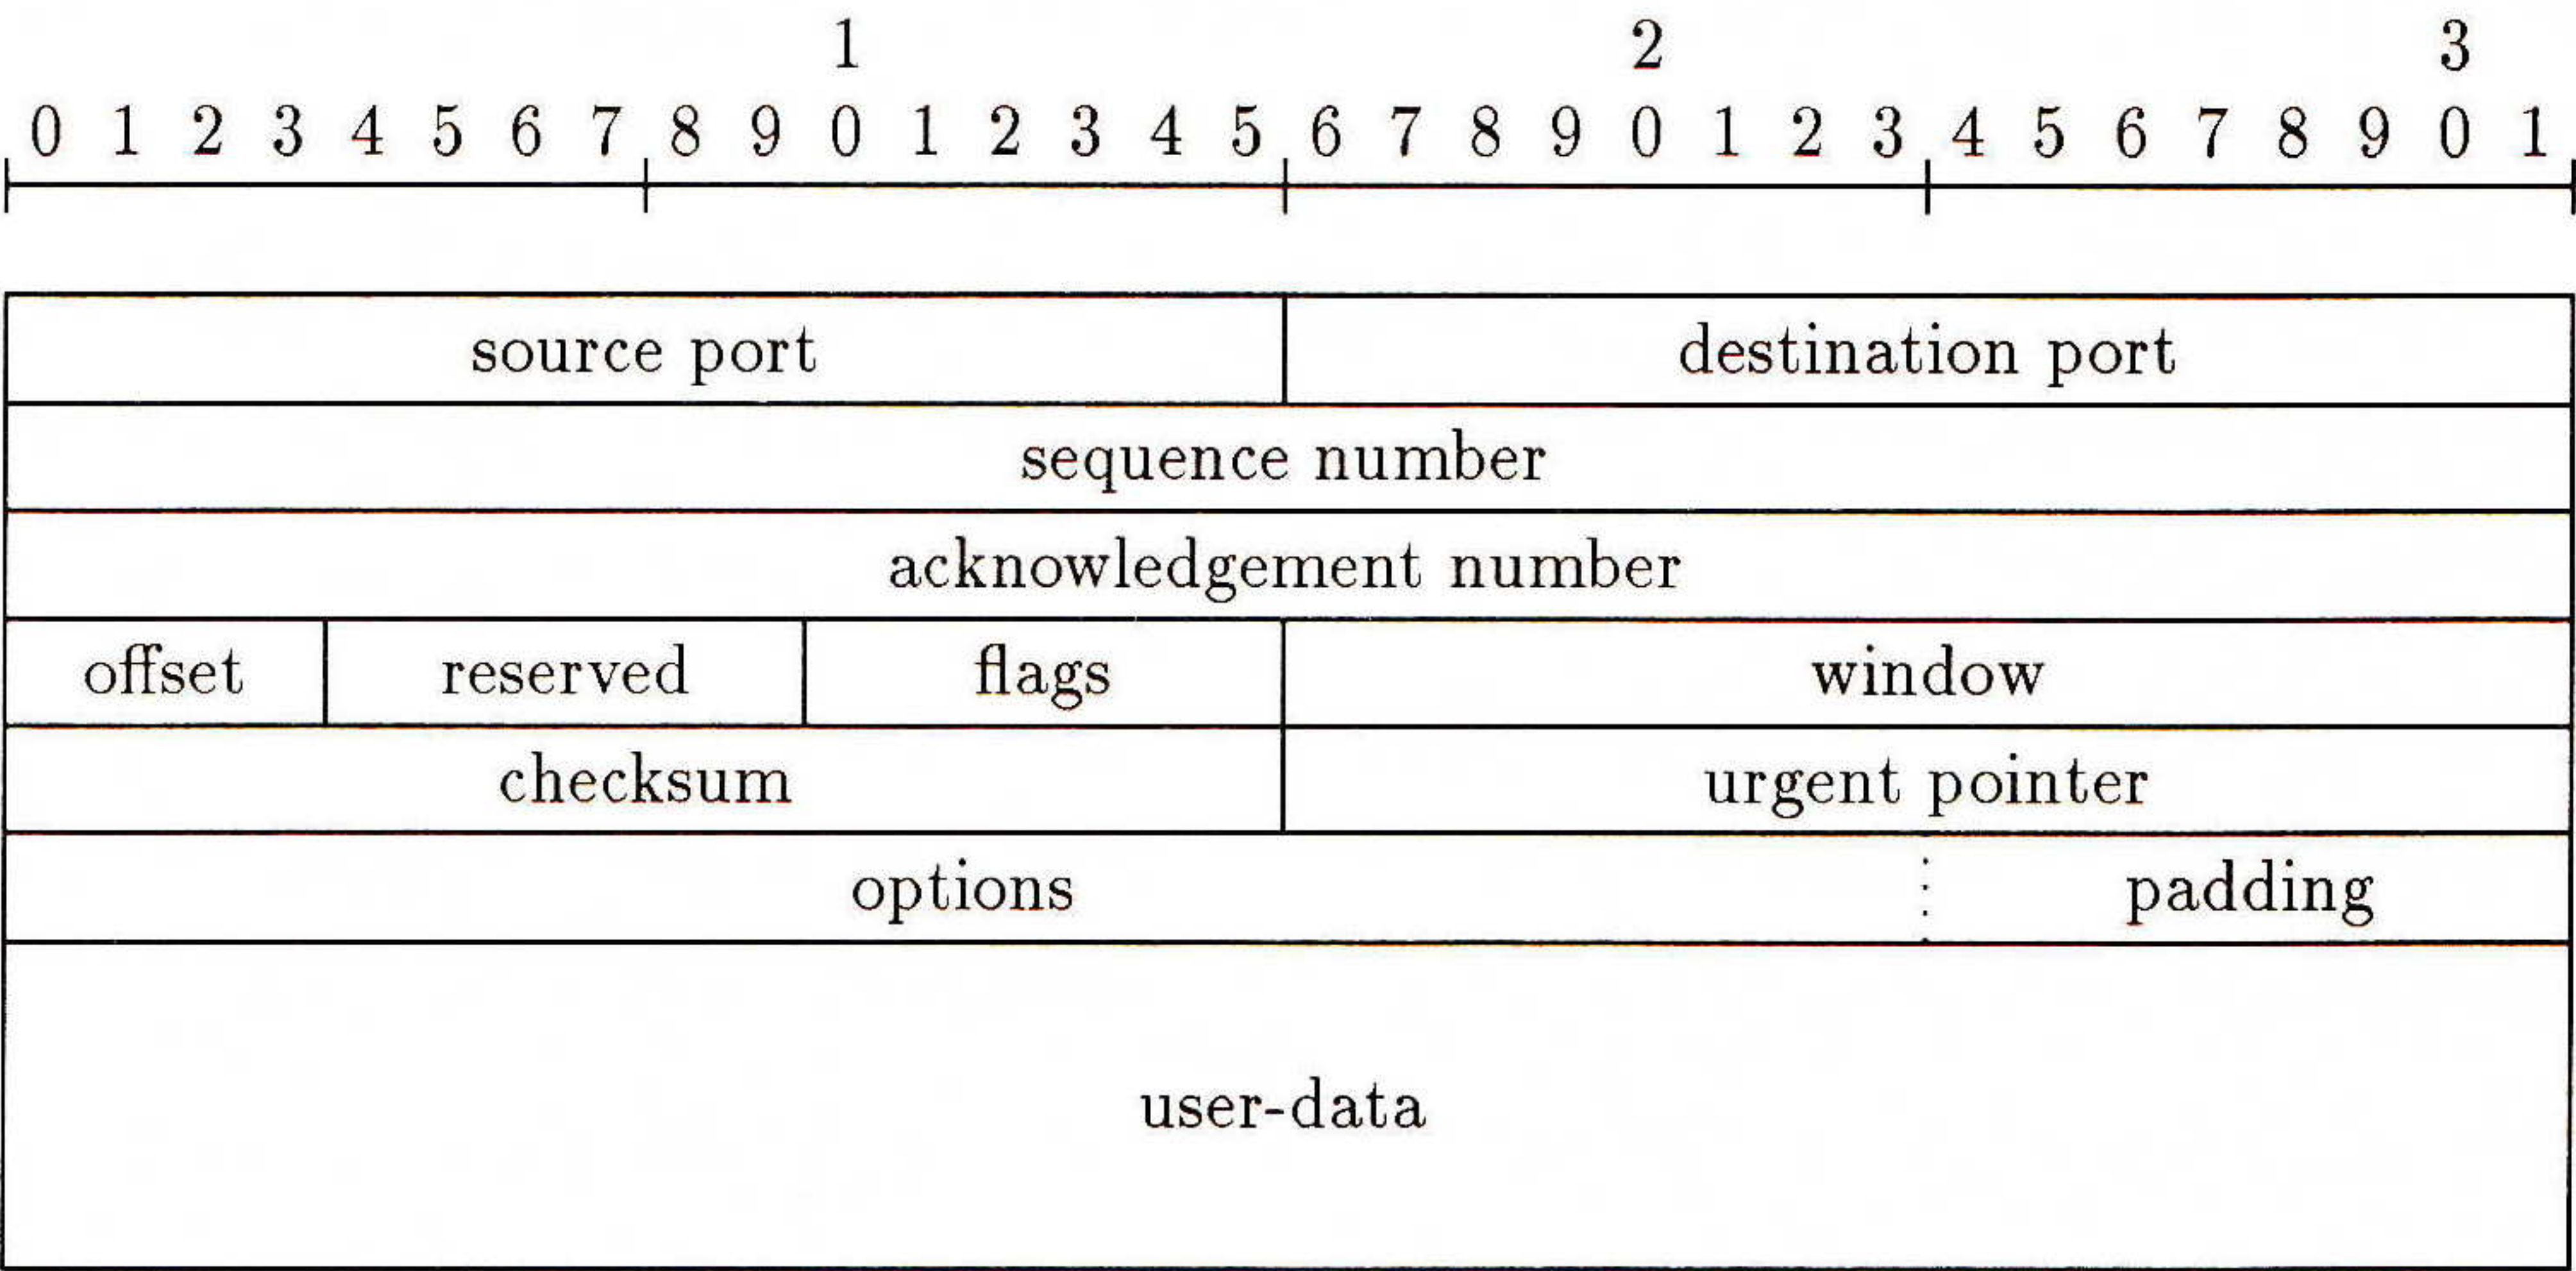 1 2 3
0 1 2 3 4 5 6 7 8 9 0 1 2 3 4 5 6 7 8 9 0 1 2 3 4 5 6 7 8 9 0 1
source port destination port
sequence number
acknowledgement number
offset reserved flags window
checksum urgent pointer
options padding
user-data